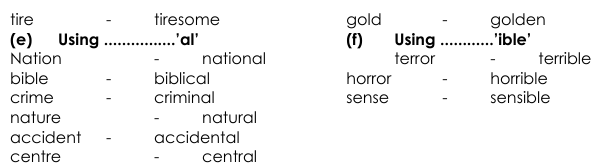 tire - tiresome
(e) Using ................'al'
Nation - national
bible - biblical
crime - criminal
nature - natural
accident - accidental
centre - central
gold - golden
(f) Using ............'ible'
terror - terrible
horror - horrible
sense - sensible